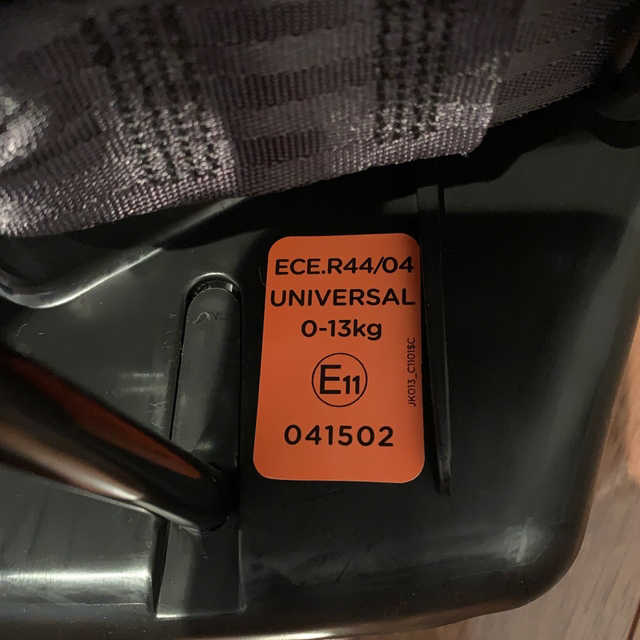 ECE.R44/04
UNIVERSAL
0-13kg
E11
041502
JK013_C1101SC